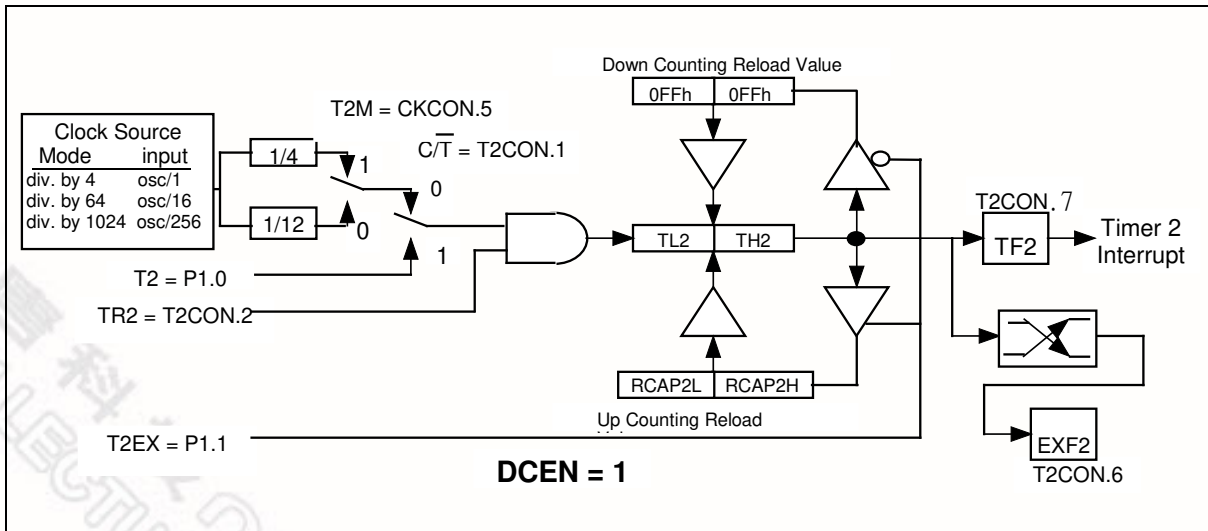 Down Counting Reload Value
0FFh 0FFh
T2M = CKCON.5
C/T̅ = T2CON.1
Clock Source
Mode input
div. by 4 osc/1
div. by 64 osc/16
div. by 1024 osc/256
1/4
1/12
1
0
0
1
T2 = P1.0
TR2 = T2CON.2
TL2 TH2
T2CON.7
TF2
Timer 2
Interrupt
RCAP2L RCAP2H
Up Counting Reload
T2EX = P1.1
DCEN = 1
EXF2
T2CON.6